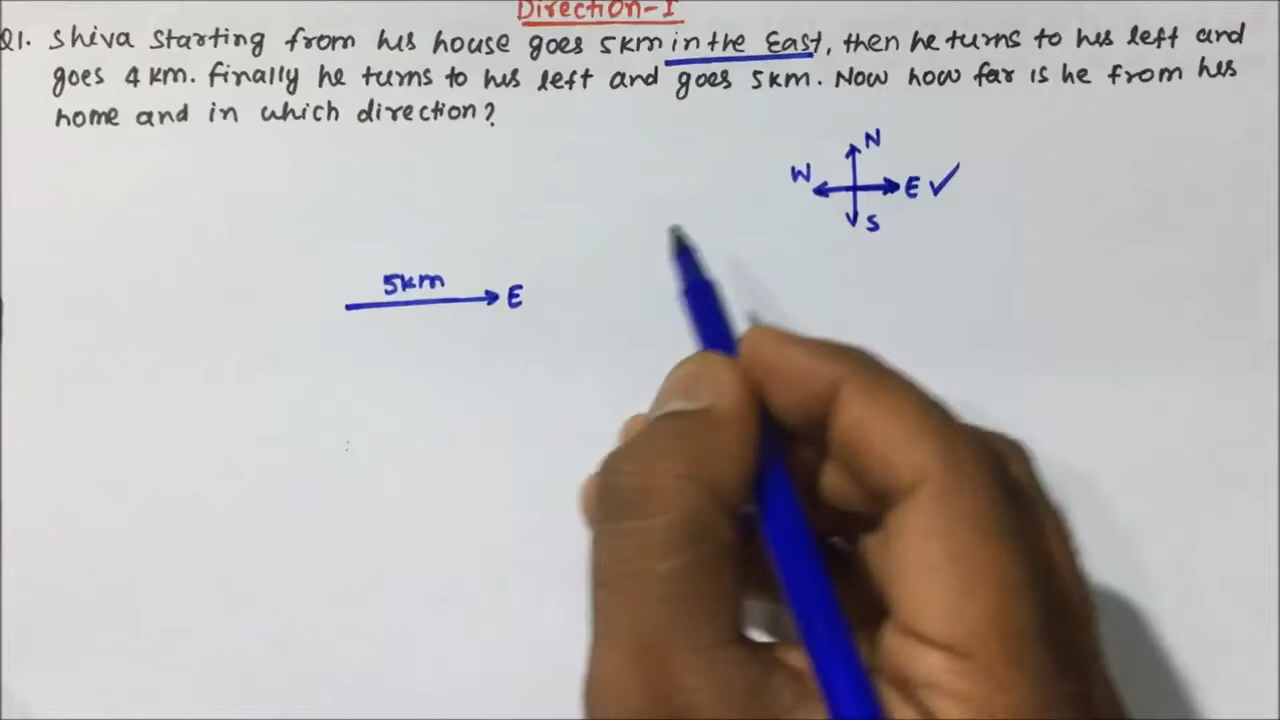 Direction-I
Q1. Shiva starting from his house goes 5km in the East, then he turns to his left and
goes 4 km. finally he turns to his left and goes 5km. Now how far is he from his
home and in which direction?
N
W E ✓
S
5km
E